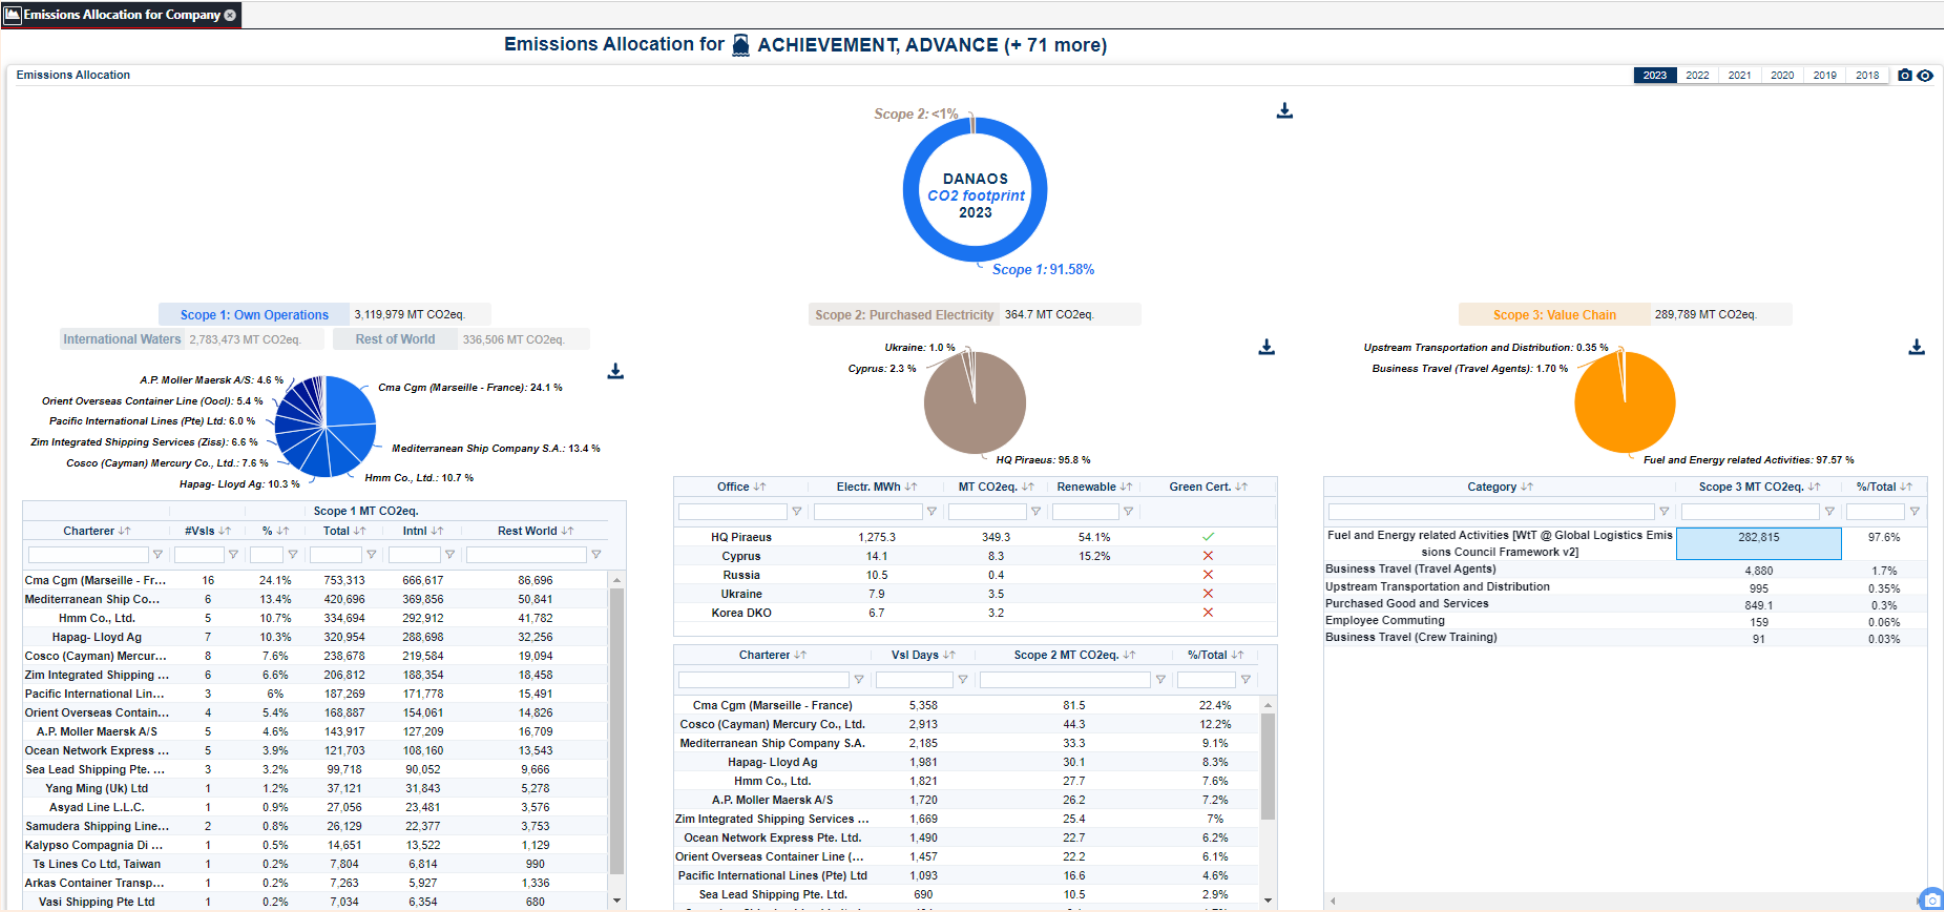 Emissions Allocation for Company
Emissions Allocation for ACHIEVEMENT, ADVANCE (+ 71 more)
Emissions Allocation
2023 2022 2021 2020 2019 2018
Scope 2: <1%
DANAOS
CO2 footprint
2023
Scope 1: 91.58%
Scope 1: Own Operations 3,119,979 MT CO2eq.
International Waters 2,783,473 MT CO2eq. Rest of World 336,506 MT CO2eq.
A.P. Moller Maersk A/S: 4.6 %
Cma Cgm (Marseille - France): 24.1 %
Orient Overseas Container Line (Oocl): 5.4 %
Pacific International Lines (Pte) Ltd: 6.0 %
Zim Integrated Shipping Services (Ziss): 6.6 %
Mediterranean Ship Company S.A.: 13.4 %
Cosco (Cayman) Mercury Co., Ltd.: 7.6 %
Hmm Co., Ltd.: 10.7 %
Hapag- Lloyd Ag: 10.3 %
Scope 1 MT CO2eq.
Charterer #Vsls % Total Intnl Rest World
Cma Cgm (Marseille - Fr... 16 24.1% 753,313 666,617 86,696
Mediterranean Ship Co... 6 13.4% 420,696 369,856 50,841
Hmm Co., Ltd. 5 10.7% 334,694 292,912 41,782
Hapag- Lloyd Ag 7 10.3% 320,954 288,698 32,256
Cosco (Cayman) Mercur... 8 7.6% 238,678 219,584 19,094
Zim Integrated Shipping ... 6 6.6% 206,812 188,354 18,458
Pacific International Lin... 3 6% 187,269 171,778 15,491
Orient Overseas Contain... 4 5.4% 168,887 154,061 14,826
A.P. Moller Maersk A/S 5 4.6% 143,917 127,209 16,709
Ocean Network Express ... 5 3.9% 121,703 108,160 13,543
Sea Lead Shipping Pte. ... 3 3.2% 99,718 90,052 9,666
Yang Ming (Uk) Ltd 1 1.2% 37,121 31,843 5,278
Asyad Line L.L.C. 1 0.9% 27,056 23,481 3,576
Samudera Shipping Line... 2 0.8% 26,129 22,377 3,753
Kalypso Compagnia Di ... 1 0.5% 14,651 13,522 1,129
Ts Lines Co Ltd, Taiwan 1 0.2% 7,804 6,814 990
Arkas Container Transp... 1 0.2% 7,263 5,927 1,336
Vasi Shipping Pte Ltd 1 0.2% 7,034 6,354 680
Scope 2: Purchased Electricity 364.7 MT CO2eq.
Ukraine: 1.0 %
Cyprus: 2.3 %
HQ Piraeus: 95.8 %
Office Electr. MWh MT CO2eq. Renewable Green Cert.
HQ Piraeus 1,275.3 349.3 54.1%
Cyprus 14.1 8.3 15.2%
Russia 10.5 0.4
Ukraine 7.9 3.5
Korea DKO 6.7 3.2
Charterer Vsl Days Scope 2 MT CO2eq. %/Total
Cma Cgm (Marseille - France) 5,358 81.5 22.4%
Cosco (Cayman) Mercury Co., Ltd. 2,913 44.3 12.2%
Mediterranean Ship Company S.A. 2,185 33.3 9.1%
Hapag- Lloyd Ag 1,981 30.1 8.3%
Hmm Co., Ltd. 1,821 27.7 7.6%
A.P. Moller Maersk A/S 1,720 26.2 7.2%
Zim Integrated Shipping Services ... 1,669 25.4 7%
Ocean Network Express Pte. Ltd. 1,490 22.7 6.2%
Orient Overseas Container Line (... 1,457 22.2 6.1%
Pacific International Lines (Pte) Ltd 1,093 16.6 4.6%
Sea Lead Shipping Pte. Ltd. 690 10.5 2.9%
Scope 3: Value Chain 289,789 MT CO2eq.
Upstream Transportation and Distribution: 0.35 %
Business Travel (Travel Agents): 1.70 %
Fuel and Energy related Activities: 97.57 %
Category Scope 3 MT CO2eq. %/Total
Fuel and Energy related Activities [WtT @ Global Logistics Emis 282,815 97.6%
sions Council Framework v2]
Business Travel (Travel Agents) 4,880 1.7%
Upstream Transportation and Distribution 995 0.35%
Purchased Good and Services 849.1 0.3%
Employee Commuting 159 0.06%
Business Travel (Crew Training) 91 0.03%